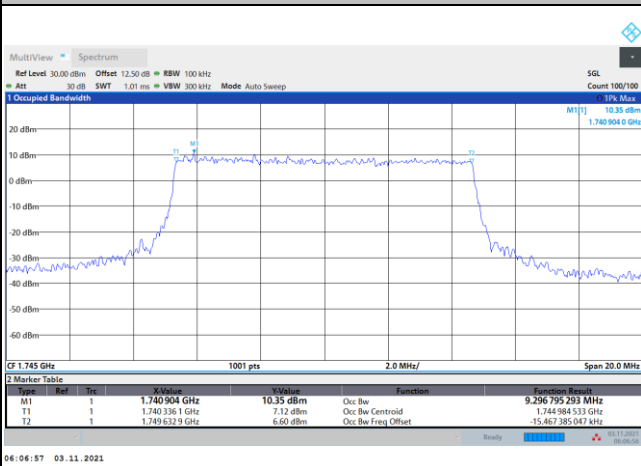 MultiView Spectrum
Ref Level 30.00 dBm Offset 12.50 dB RBW 100 kHz SGL
Att 30 dB SWT 1.01 ms VBW 300 kHz Mode Auto Sweep Count 100/100
1 Occupied Bandwidth 1Pk Max
M1[1] 10.35 dBm
1.740 904 0 GHz
20 dBm
M1
T1 T2
10 dBm
0 dBm
-10 dBm
-20 dBm
-30 dBm
-40 dBm
-50 dBm
-60 dBm
CF 1.745 GHz 1001 pts 2.0 MHz/ Span 20.0 MHz
2 Marker Table
Type Ref Trc X-Value Y-Value Function Function Result
M1 1 1.740 904 GHz 10.35 dBm Occ Bw 9.296 795 293 MHz
T1 1 1.740 336 1 GHz 7.12 dBm Occ Bw Centroid 1.744 984 533 GHz
T2 1 1.749 632 9 GHz 6.60 dBm Occ Bw Freq Offset -15.467 385 047 kHz
Ready 03.11.2021
06:06:58
06:06:57 03.11.2021